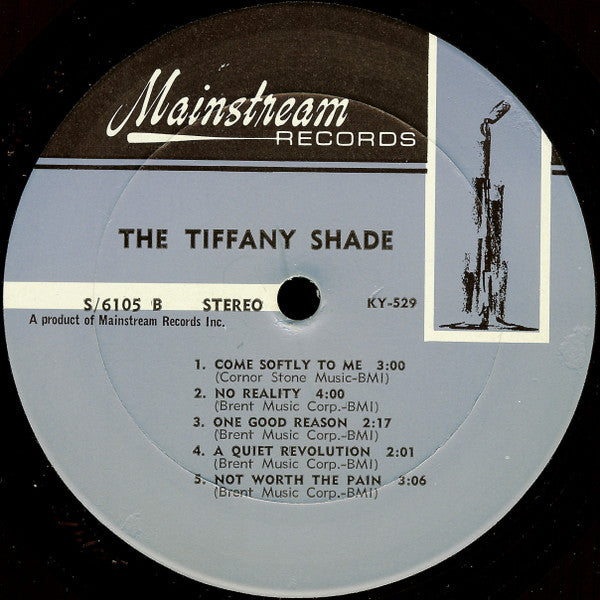 Mainstream
RECORDS
THE TIFFANY SHADE
S/6105 B STEREO KY-529
A product of Mainstream Records Inc.
1. COME SOFTLY TO ME 3:00
(Cornor Stone Music-BMI)
2. NO REALITY 4:00
(Brent Music Corp.-BMI)
3. ONE GOOD REASON 2:17
(Brent Music Corp.-BMI)
4. A QUIET REVOLUTION 2:01
(Brent Music Corp.-BMI)
5. NOT WORTH THE PAIN 3:06
(Brent Music Corp.-BMI)